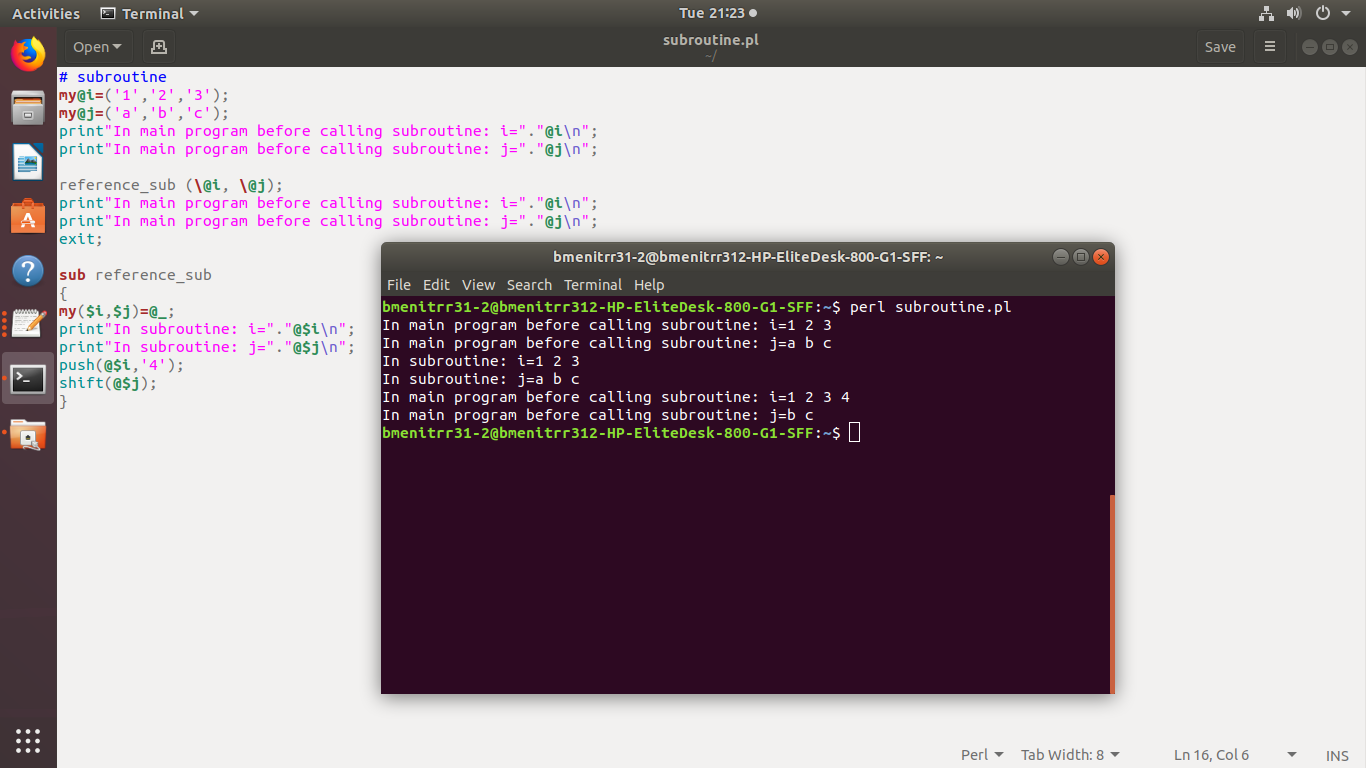 Activities Terminal Tue 21:23
Open subroutine.pl Save
~/
# subroutine
my@i=('1','2','3');
my@j=('a','b','c');
print"In main program before calling subroutine: i="."@i\n";
print"In main program before calling subroutine: j="."@j\n";
reference_sub (\@i, \@j);
print"In main program before calling subroutine: i="."@i\n";
print"In main program before calling subroutine: j="."@j\n";
exit;
sub reference_sub
{
my($i,$j)=@_;
print"In subroutine: i="."@$i\n";
print"In subroutine: j="."@$j\n";
push(@$i,'4');
shift(@$j);
}
bmenitrr31-2@bmenitrr312-HP-EliteDesk-800-G1-SFF: ~
File Edit View Search Terminal Help
bmenitrr31-2@bmenitrr312-HP-EliteDesk-800-G1-SFF:~$ perl subroutine.pl
In main program before calling subroutine: i=1 2 3
In main program before calling subroutine: j=a b c
In subroutine: i=1 2 3
In subroutine: j=a b c
In main program before calling subroutine: i=1 2 3 4
In main program before calling subroutine: j=b c
bmenitrr31-2@bmenitrr312-HP-EliteDesk-800-G1-SFF:~$
Perl Tab Width: 8 Ln 16, Col 6 INS